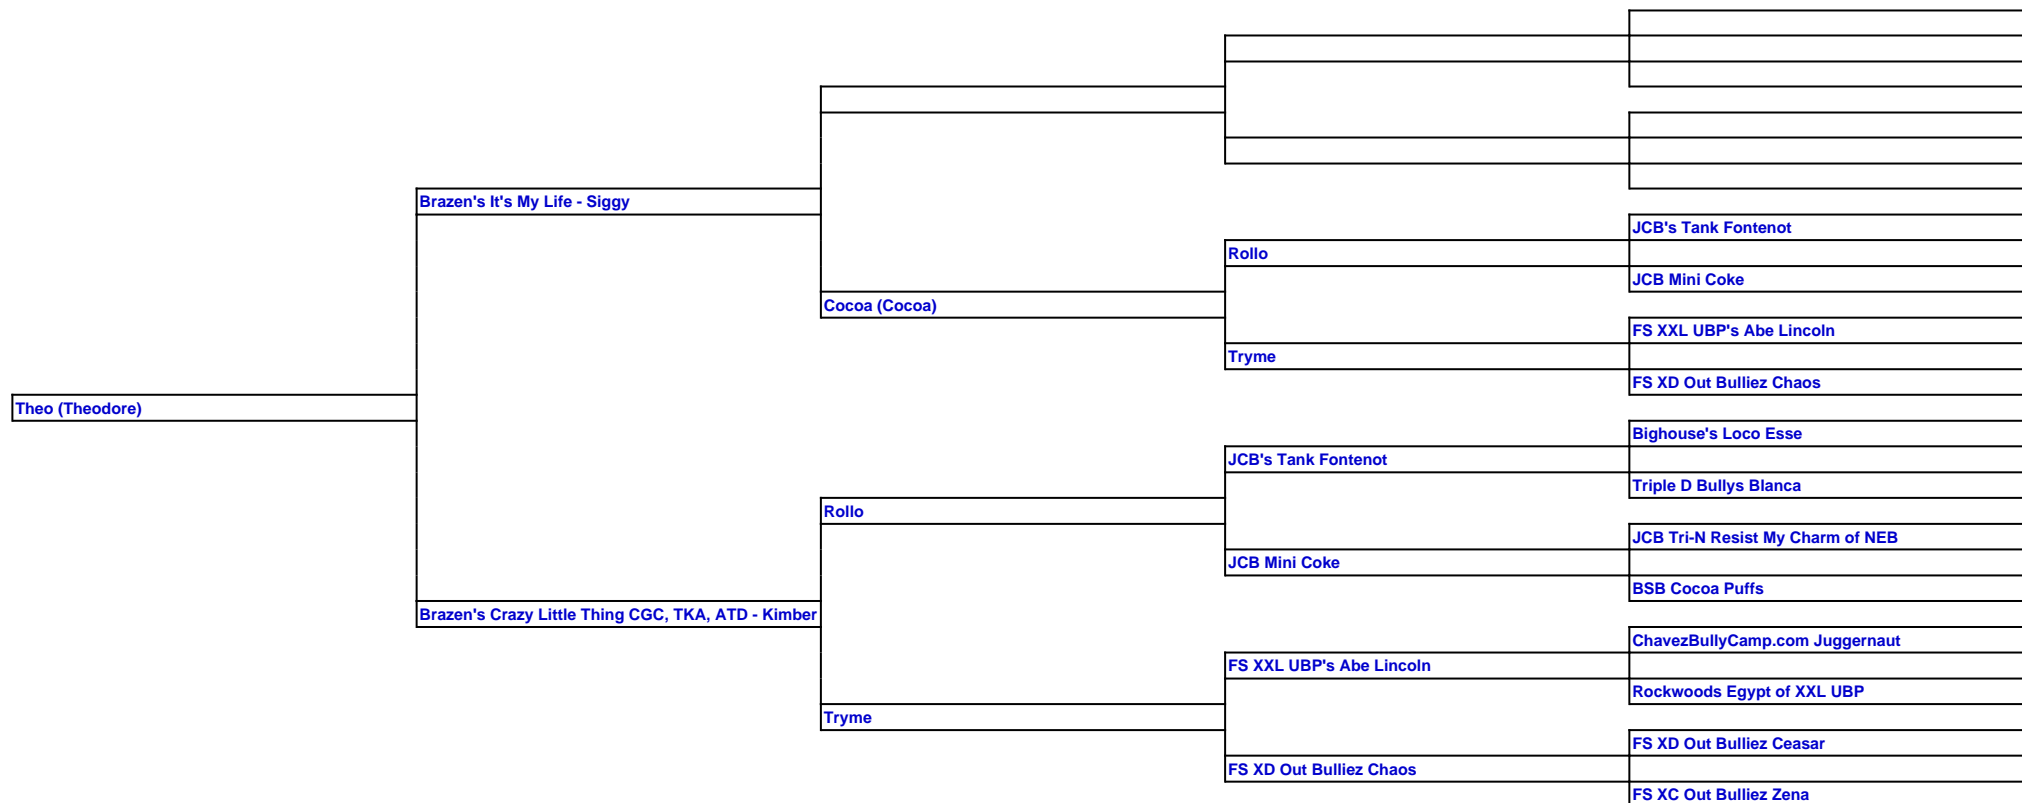 Brazen's It's My Life - Siggy
JCB's Tank Fontenot
Rollo
JCB Mini Coke
Cocoa (Cocoa)
FS XXL UBP's Abe Lincoln
Tryme
FS XD Out Bulliez Chaos
Theo (Theodore)
Bighouse's Loco Esse
JCB's Tank Fontenot
Triple D Bullys Blanca
Rollo
JCB Tri-N Resist My Charm of NEB
JCB Mini Coke
BSB Cocoa Puffs
Brazen's Crazy Little Thing CGC, TKA, ATD - Kimber
ChavezBullyCamp.com Juggernaut
FS XXL UBP's Abe Lincoln
Rockwoods Egypt of XXL UBP
Tryme
FS XD Out Bulliez Ceasar
FS XD Out Bulliez Chaos
FS XC Out Bulliez Zena